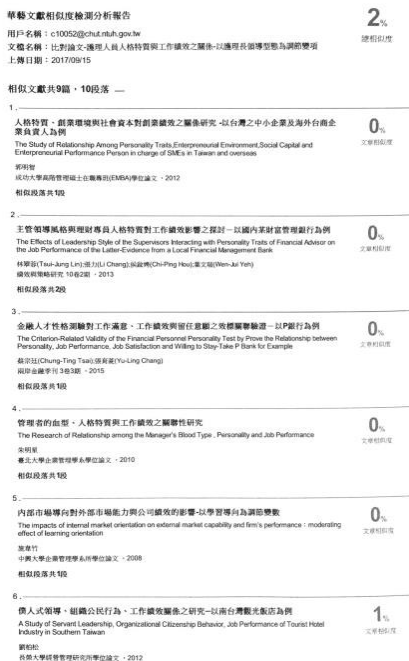 華藝文獻相似度檢測分析報告
2%
總相似度
用戶名稱：c10052@chut.ntuh.gov.tw
文檔名稱：比對論文-護理人員人格特質與工作績效之關係-以護理長領導型態為調節變項
上傳日期：2017/09/15
相似文獻共9篇，10段落
1.
人格特質、創業環境與社會資本對創業績效之關係研究 -以台灣之中小企業及海外台商企業負責人為例
0%
文章相似度
The Study of Relationship Among Personality Traits,Enterpreneurial Environment,Social Capital and
Enterpreneurial Performance Person in charge of SMEs in Taiwan and overseas
郭明智
成功大學高階管理碩士在職專班(EMBA)學位論文，2012
相似段落共1段
2.
主管領導風格與理財專員人格特質對工作績效影響之探討－以國內某財富管理銀行為例
0%
文章相似度
The Effects of Leadership Style of the Supervisors Interacting with Personality Traits of Financial Advisor on
the Job Performance of the Latter-Evidence from a Local Financial Management Bank
林翠蓉(Tsui-Jung Lin);張力(Li Chang);侯啟娉(Chi-Ping Hou);葉文瑞(Wen-Jui Yeh)
績效與策略研究 10卷2期，2013
相似段落共2段
3.
金融人才性格測驗對工作滿意、工作績效與留任意願之效標關聯驗證－以P銀行為例
0%
文章相似度
The Criterion-Related Validity of the Financial Personnel Personality Test by Prove the Relationship between
Personality, Job Performance, Job Satisfaction and Willing to Stay-Take P Bank for Example
蔡宗廷(Chung-Ting Tsai);張宥菱(Yu-Ling Chang)
兩岸金融季刊 3卷3期，2015
相似段落共1段
4.
管理者的血型、人格特質與工作績效之關聯性研究
0%
文章相似度
The Research of Relationship among the Manager's Blood Type , Personality and Job Performance
朱明星
臺北大學企業管理學系學位論文，2010
相似段落共1段
5.
內部市場導向對外部市場能力與公司績效的影響-以學習導向為調節變數
0%
文章相似度
The impacts of internal market orientation on external market capability and firm's performance：moderating
effect of learning orientation
施韋竹
中興大學企業管理學系所學位論文，2008
相似段落共1段
6.
僕人式領導、組織公民行為、工作績效關係之研究─以南台灣觀光飯店為例
1%
文章相似度
A Study of Servant Leadership, Organizational Citizenship Behavior, Job Performance of Tourist Hotel
Industry in Southern Taiwan
劉柏松
長榮大學經營管理研究所學位論文，2012